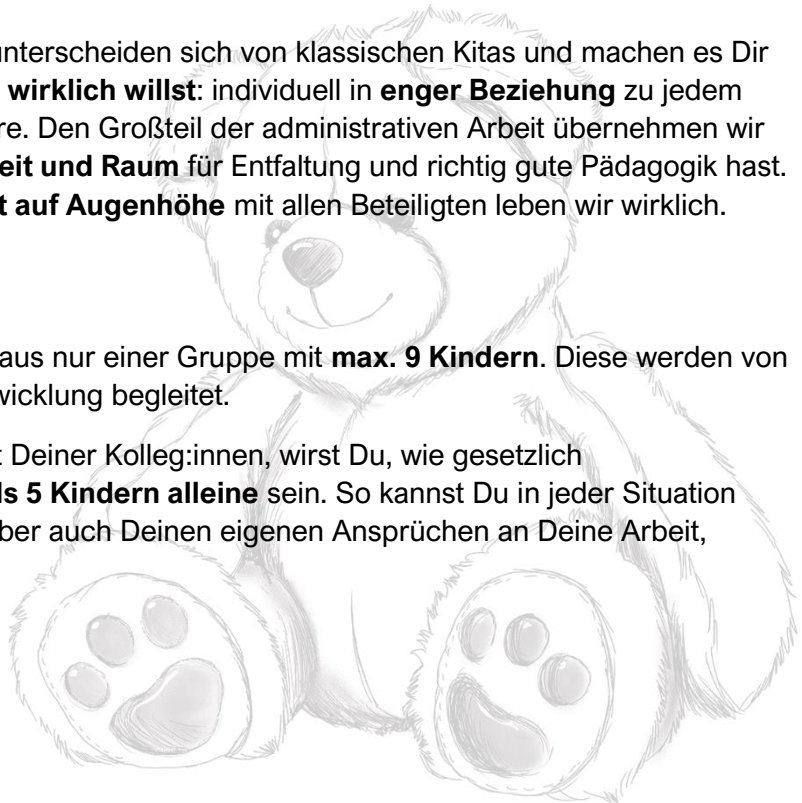 unterscheiden sich von klassischen Kitas und machen es Dir
wirklich willst: individuell in enger Beziehung zu jedem
re. Den Großteil der administrativen Arbeit übernehmen wir
eit und Raum für Entfaltung und richtig gute Pädagogik hast.
t auf Augenhöhe mit allen Beteiligten leben wir wirklich.
aus nur einer Gruppe mit max. 9 Kindern. Diese werden von
wicklung begleitet.
t Deiner Kolleg:innen, wirst Du, wie gesetzlich
ls 5 Kindern alleine sein. So kannst Du in jeder Situation
ber auch Deinen eigenen Ansprüchen an Deine Arbeit,